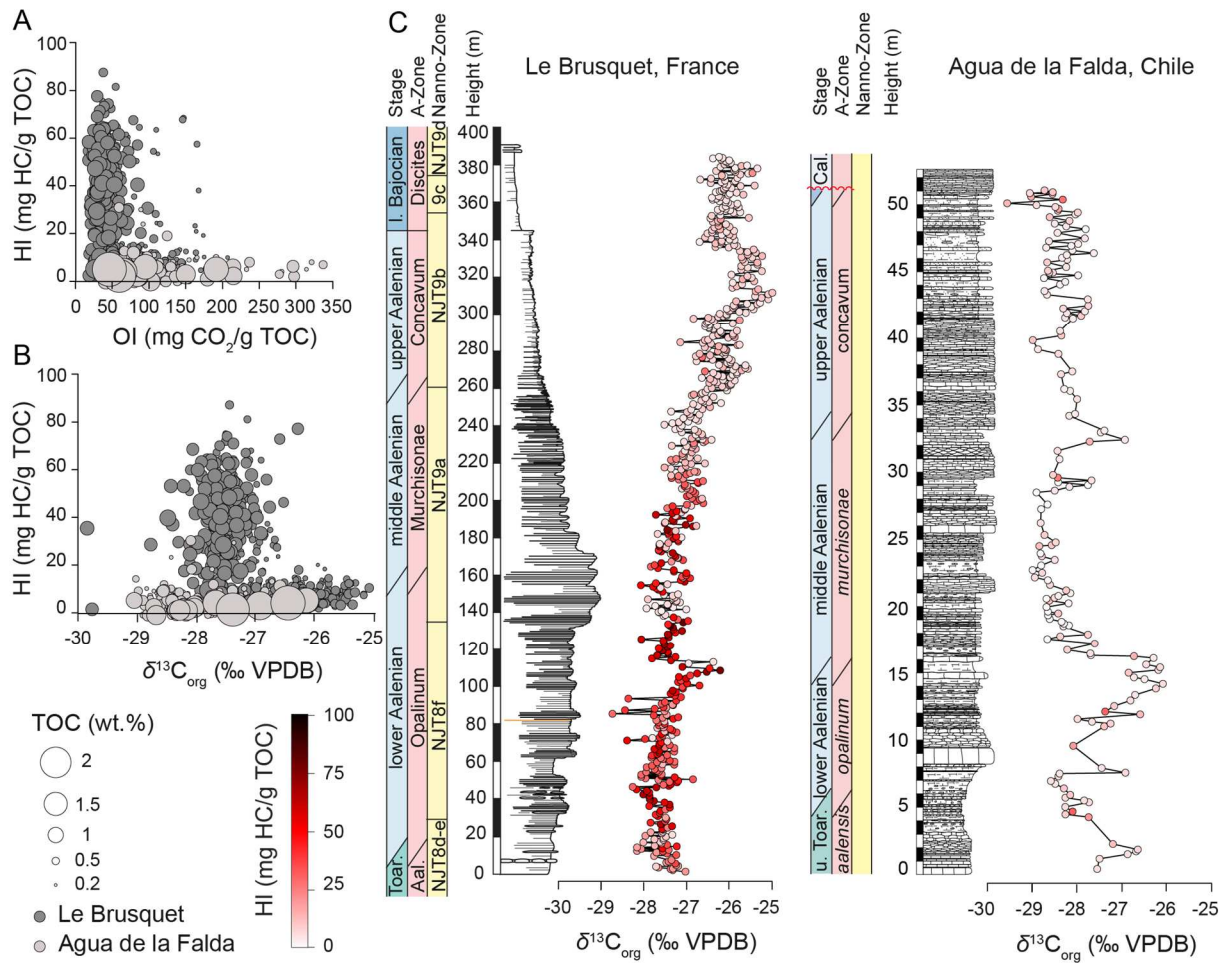 A
HI (mg HC/g TOC)
100
80
60
40
20
0
0 50 100 150 200 250 300 350
OI (mg CO2/g TOC)
B
HI (mg HC/g TOC)
100
80
60
40
20
0
-30 -29 -28 -27 -26 -25
δ13Corg (‰ VPDB)
TOC (wt.%)
2
1.5
1
0.5
0.2
Le Brusquet
Agua de la Falda
HI (mg HC/g TOC)
100
75
50
25
0
C
Le Brusquet, France
Stage
A-Zone
Nanno-Zone
Height (m)
l. Bajocian
upper Aalenian
middle Aalenian
lower Aalenian
Toar.
Discites
Concavum
Murchisonae
Opalinum
Aal.
NJT9d
9c
NJT9b
NJT9a
NJT8f
NJT8d-e
400
380
360
340
320
300
280
260
240
220
200
180
160
140
120
100
80
60
40
20
0
-30 -29 -28 -27 -26 -25
δ13Corg (‰ VPDB)
Agua de la Falda, Chile
Stage
A-Zone
Nanno-Zone
Height (m)
Cal.
upper Aalenian
middle Aalenian
lower Aalenian
u. Toar.
concavum
murchisonae
opalinum
aalensis
50
45
40
35
30
25
20
15
10
5
0
-30 -29 -28 -27 -26 -25
δ13Corg (‰ VPDB)